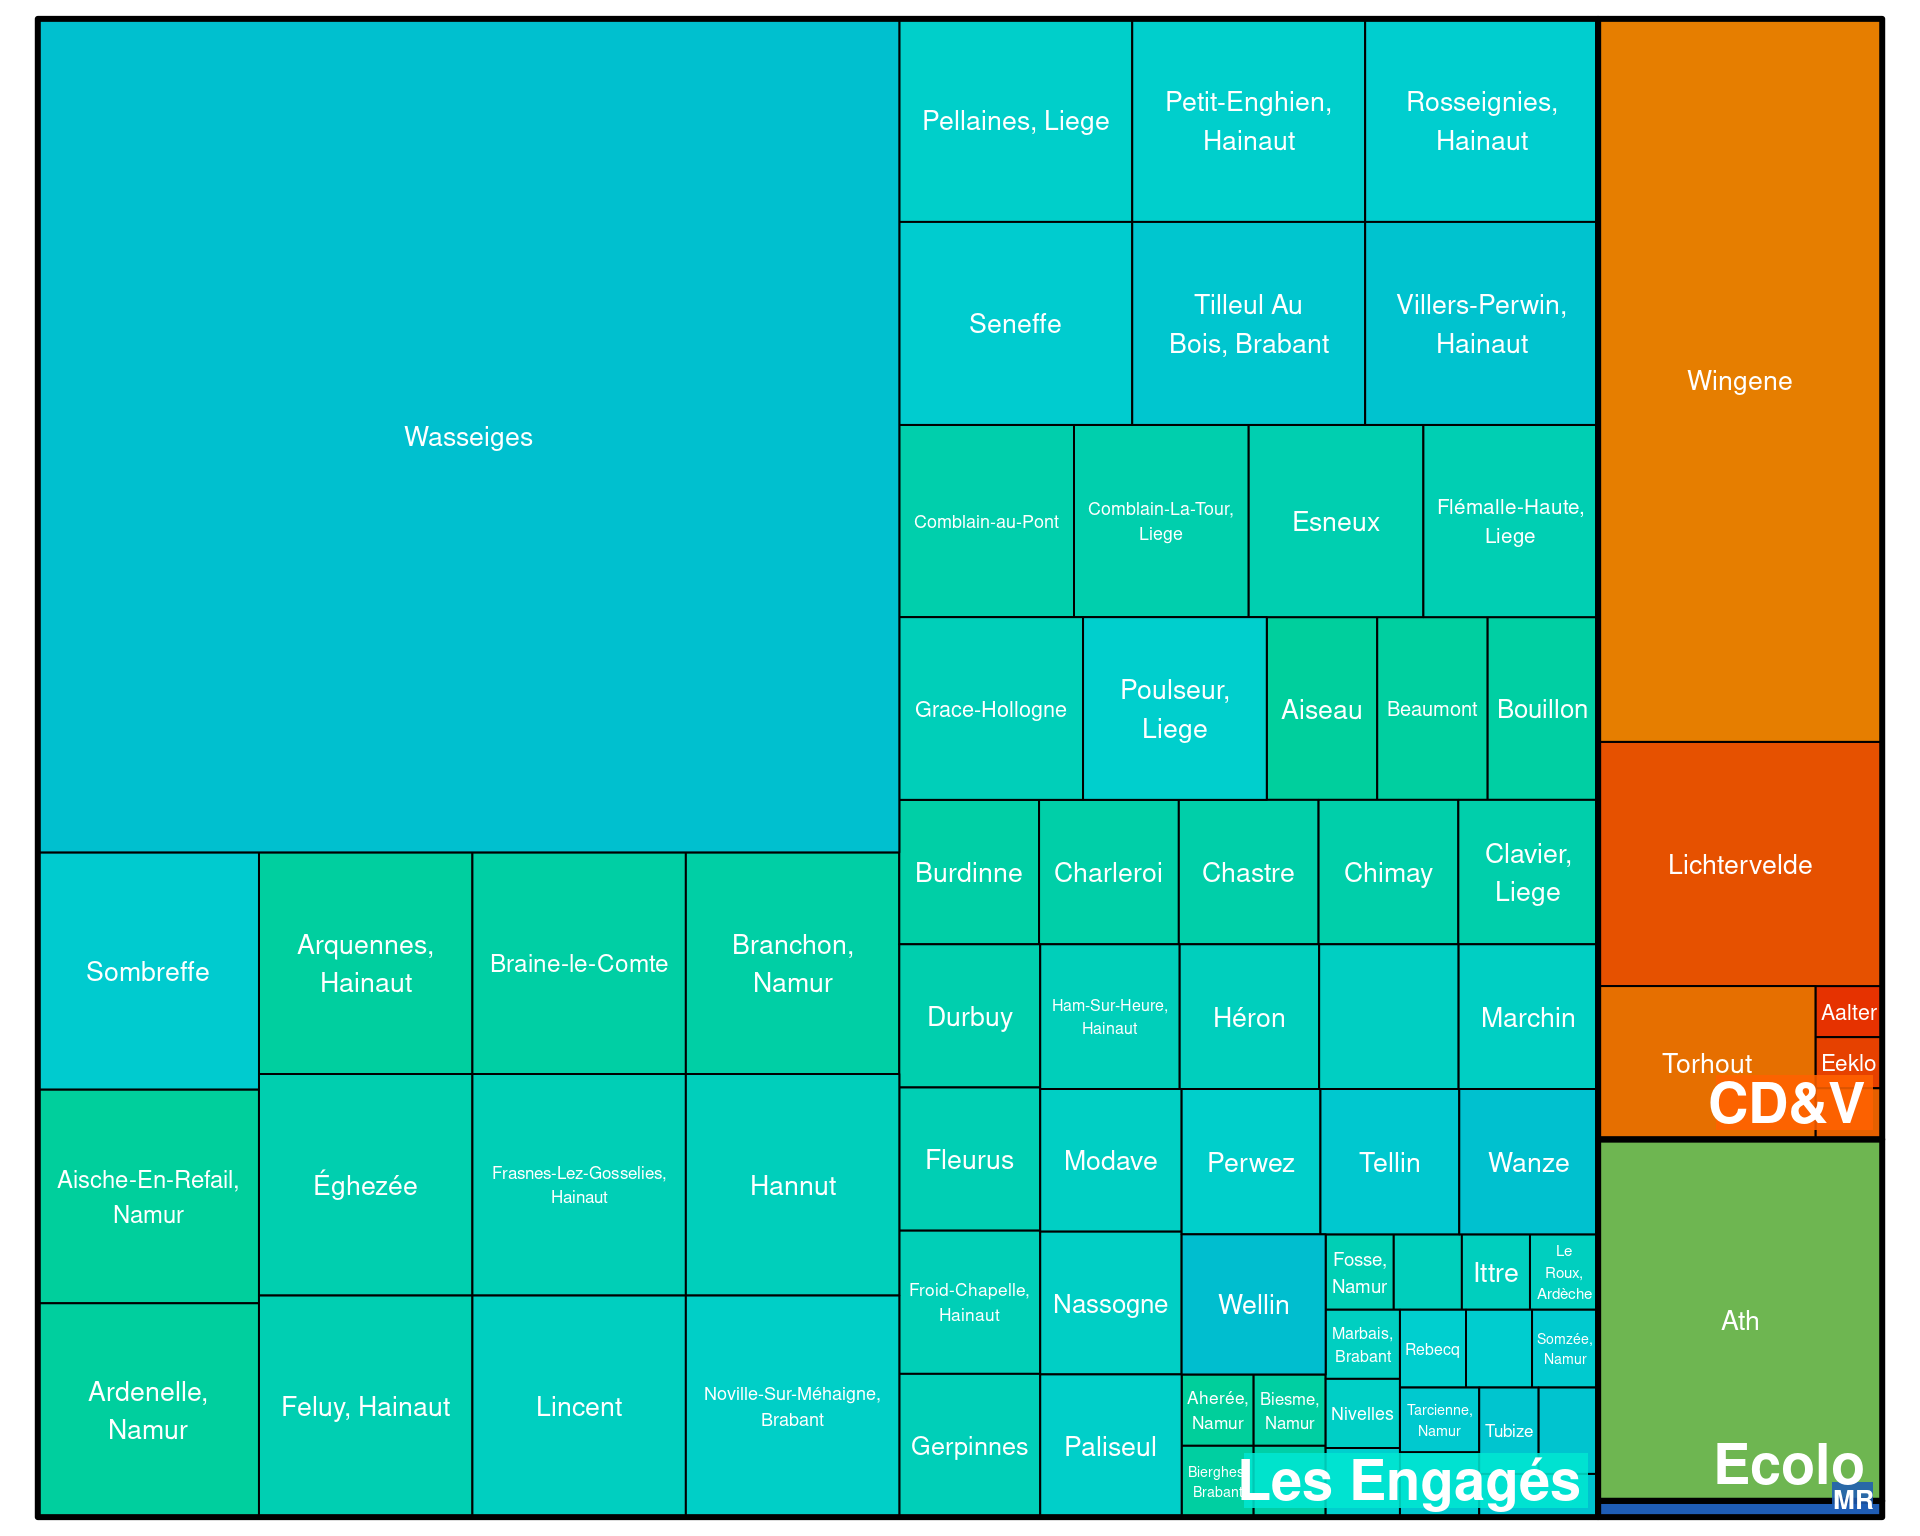 Wasseiges
Pellaines, Liege
Petit-Enghien,
Hainaut
Rosseignies,
Hainaut
Seneffe
Tilleul Au
Bois, Brabant
Villers-Perwin,
Hainaut
Comblain-au-Pont
Comblain-La-Tour,
Liege
Esneux
Flémalle-Haute,
Liege
Grace-Hollogne
Poulseur,
Liege
Aiseau
Beaumont
Bouillon
Burdinne
Charleroi
Chastre
Chimay
Clavier,
Liege
Sombreffe
Arquennes,
Hainaut
Braine-le-Comte
Branchon,
Namur
Durbuy
Ham-Sur-Heure,
Hainaut
Héron
Marchin
Aische-En-Refail,
Namur
Éghezée
Frasnes-Lez-Gosselies,
Hainaut
Hannut
Fleurus
Modave
Perwez
Tellin
Wanze
Froid-Chapelle,
Hainaut
Nassogne
Wellin
Fosse,
Namur
Ittre
Le
Roux,
Ardèche
Marbais,
Brabant
Rebecq
Somzée,
Namur
Ardenelle,
Namur
Feluy, Hainaut
Lincent
Noville-Sur-Méhaigne,
Brabant
Gerpinnes
Paliseul
Aherée,
Namur
Biesme,
Namur
Nivelles
Tarcienne,
Namur
Tubize
Bierghes,
Brabant
Les Engagés
Wingene
Lichtervelde
Torhout
Aalter
Eeklo
CD&V
Ath
Ecolo
MR